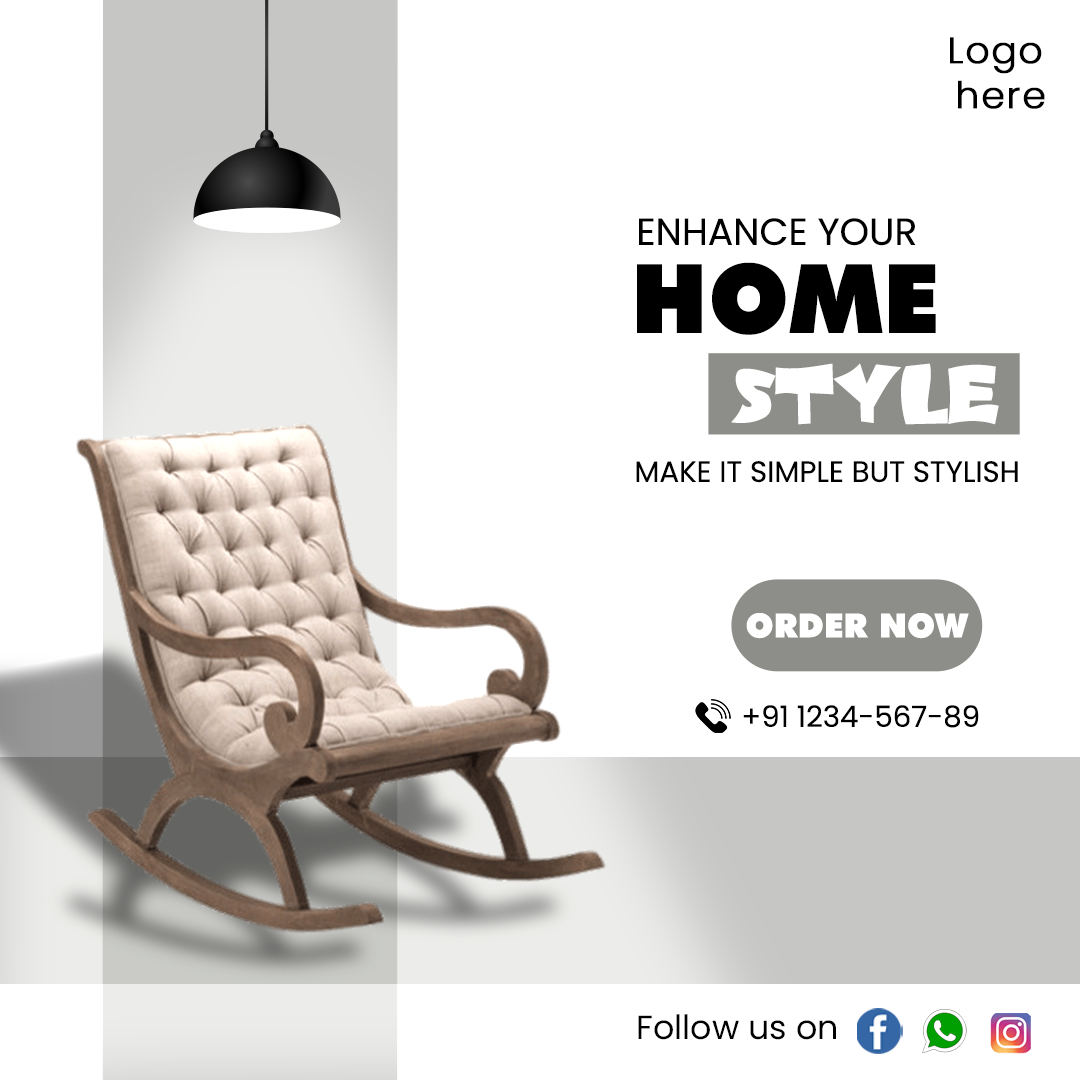 Logo
here
ENHANCE YOUR
HOME
STYLE
MAKE IT SIMPLE BUT STYLISH
ORDER NOW
+91 1234-567-89
Follow us on